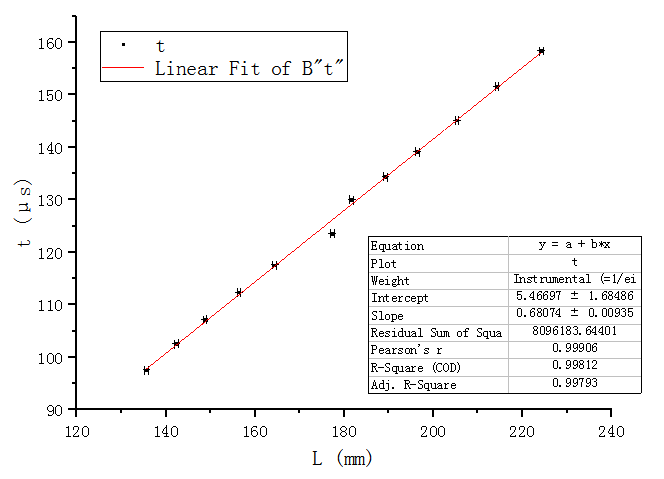 t
Linear Fit of B"t"
160
150
140
130
120
110
100
90
t (μs)
120
140
160
180
200
220
240
L (mm)
Equation y = a + b*x
Plot t
Weight Instrumental (=1/ei
Intercept 5.46697 ± 1.68486
Slope 0.68074 ± 0.00935
Residual Sum of Squa 8096183.64401
Pearson's r 0.99906
R-Square (COD) 0.99812
Adj. R-Square 0.99793